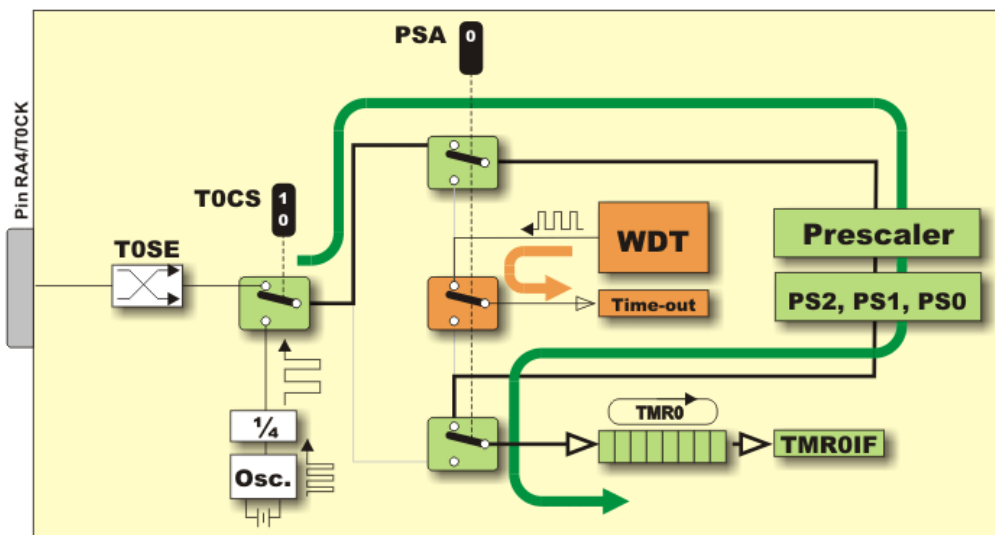 PSA
0
Pin RA4/T0CK
T0CS
1
0
T0SE
WDT
Prescaler
Time-out
PS2, PS1, PS0
¼
TMR0
TMR0IF
Osc.